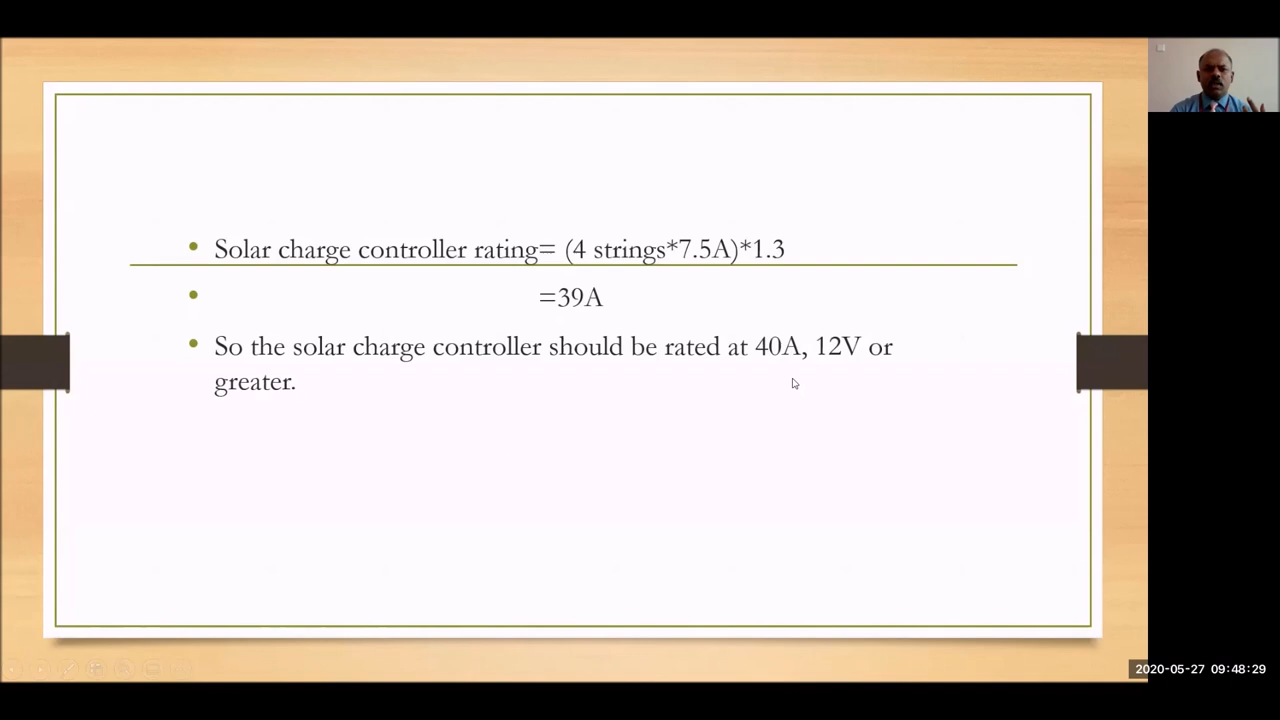 • Solar charge controller rating= (4 strings*7.5A)*1.3
• =39A
• So the solar charge controller should be rated at 40A, 12V or
greater.
2020-05-27 09:48:29